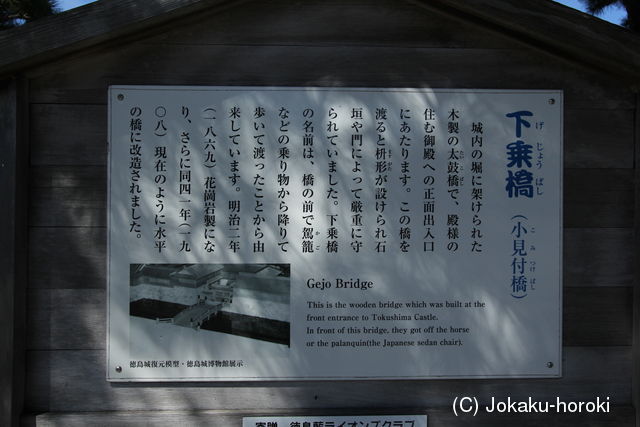 下乗橋
げじょうばし
(小見付橋)
こみつけばし
城内の堀に架けられた
木製の太鼓橋で、殿様の
住む御殿への正面出入口
にあたります。この橋を
渡ると枡形が設けられ石
垣や門によって厳重に守
られていました。下乗橋
の名前は、橋の前で駕籠
などの乗り物から降りて
歩いて渡ったことから由
来しています。明治二年
(一八六九)花崗岩製にな
り、さらに同四一年(一九
〇八)現在のように水平
の橋に改造されました。
Gejo Bridge
This is the wooden bridge which was built at the
front entrance to Tokushima Castle.
In front of this bridge, they got off the horse
or the palanquin(the Japanese sedan chair).
徳島城復元模型・徳島城博物館展示
寄贈 徳島藍ライオンズクラブ
(C) Jokaku-horoki